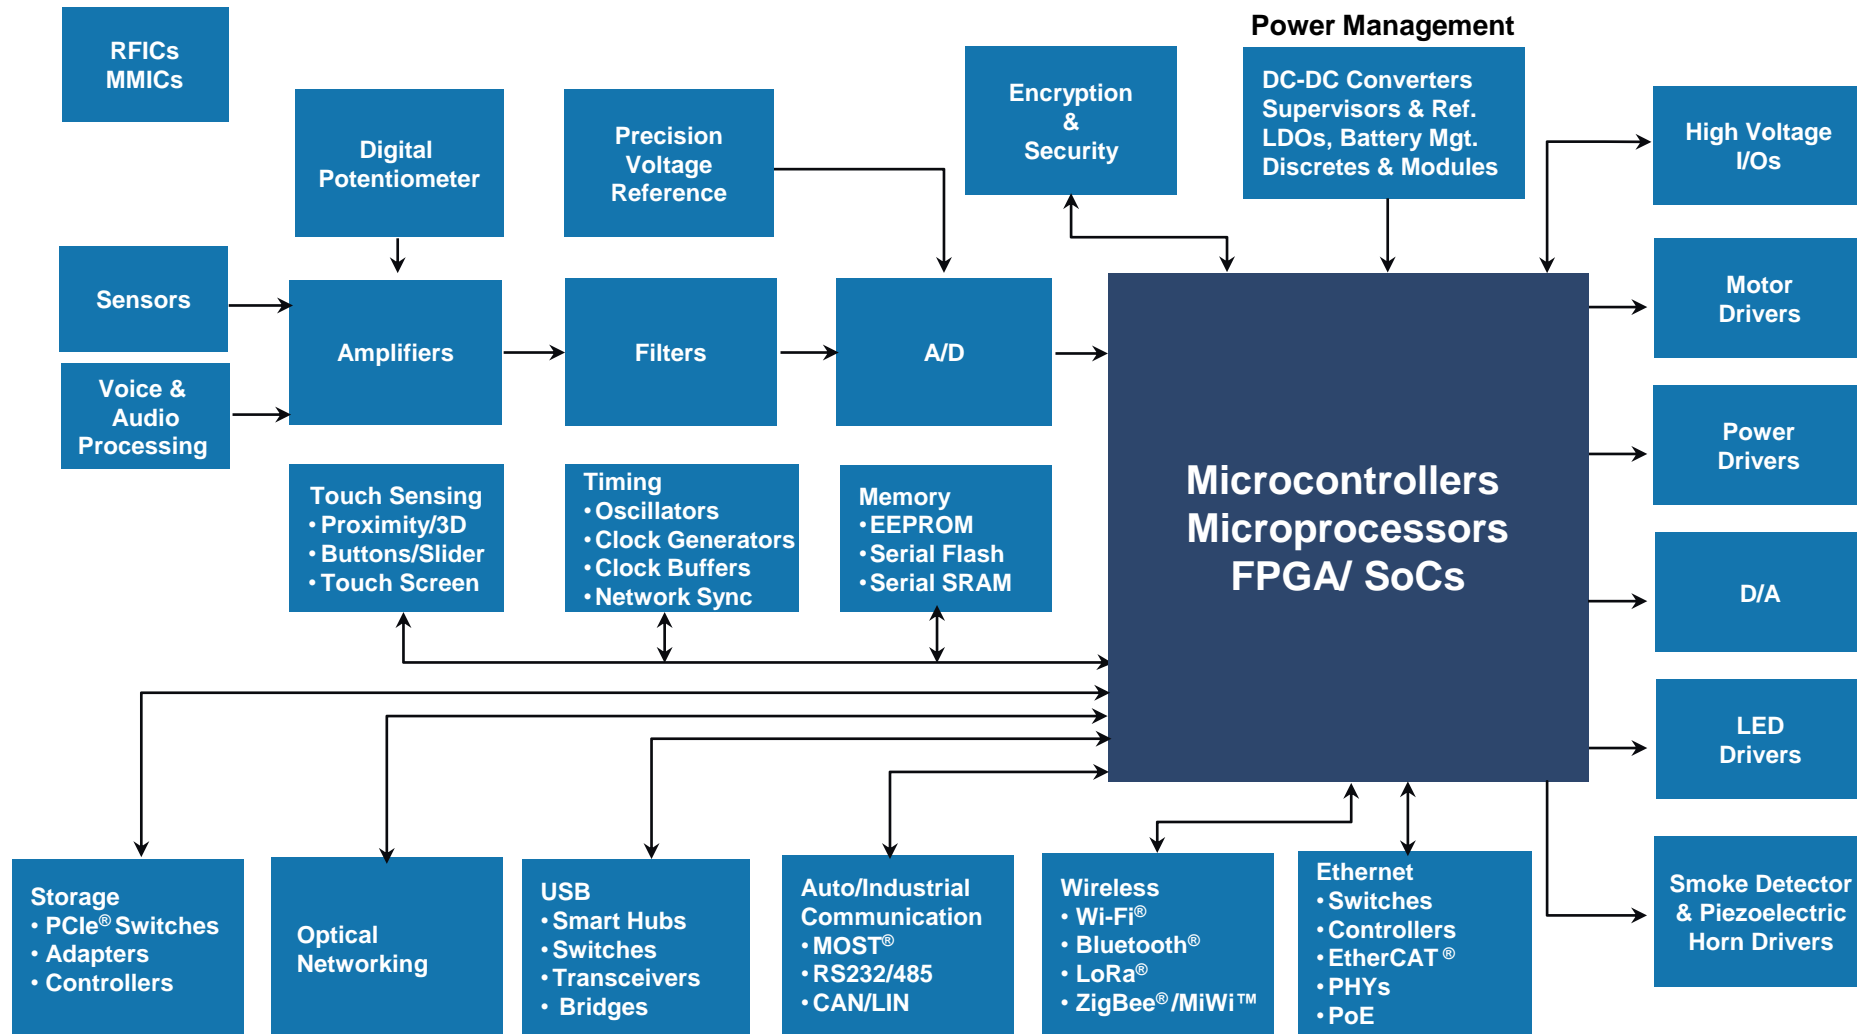 RFICs
MMICs
Digital
Potentiometer
Precision
Voltage
Reference
Encryption
&
Security
Power Management
DC-DC Converters
Supervisors & Ref.
LDOs, Battery Mgt.
Discretes & Modules
High Voltage
I/Os
Sensors
Voice &
Audio
Processing
Amplifiers
Filters
A/D
Motor
Drivers
Power
Drivers
D/A
LED
Drivers
Smoke Detector
& Piezoelectric
Horn Drivers
Microcontrollers
Microprocessors
FPGA/ SoCs
Touch Sensing
• Proximity/3D
• Buttons/Slider
• Touch Screen
Timing
• Oscillators
• Clock Generators
• Clock Buffers
• Network Sync
Memory
• EEPROM
• Serial Flash
• Serial SRAM
Storage
• PCIe® Switches
• Adapters
• Controllers
Optical
Networking
USB
• Smart Hubs
• Switches
• Transceivers
• Bridges
Auto/Industrial
Communication
• MOST®
• RS232/485
• CAN/LIN
Wireless
• Wi-Fi®
• Bluetooth®
• LoRa®
• ZigBee® /MiWi™
Ethernet
• Switches
• Controllers
• EtherCAT ®
• PHYs
• PoE